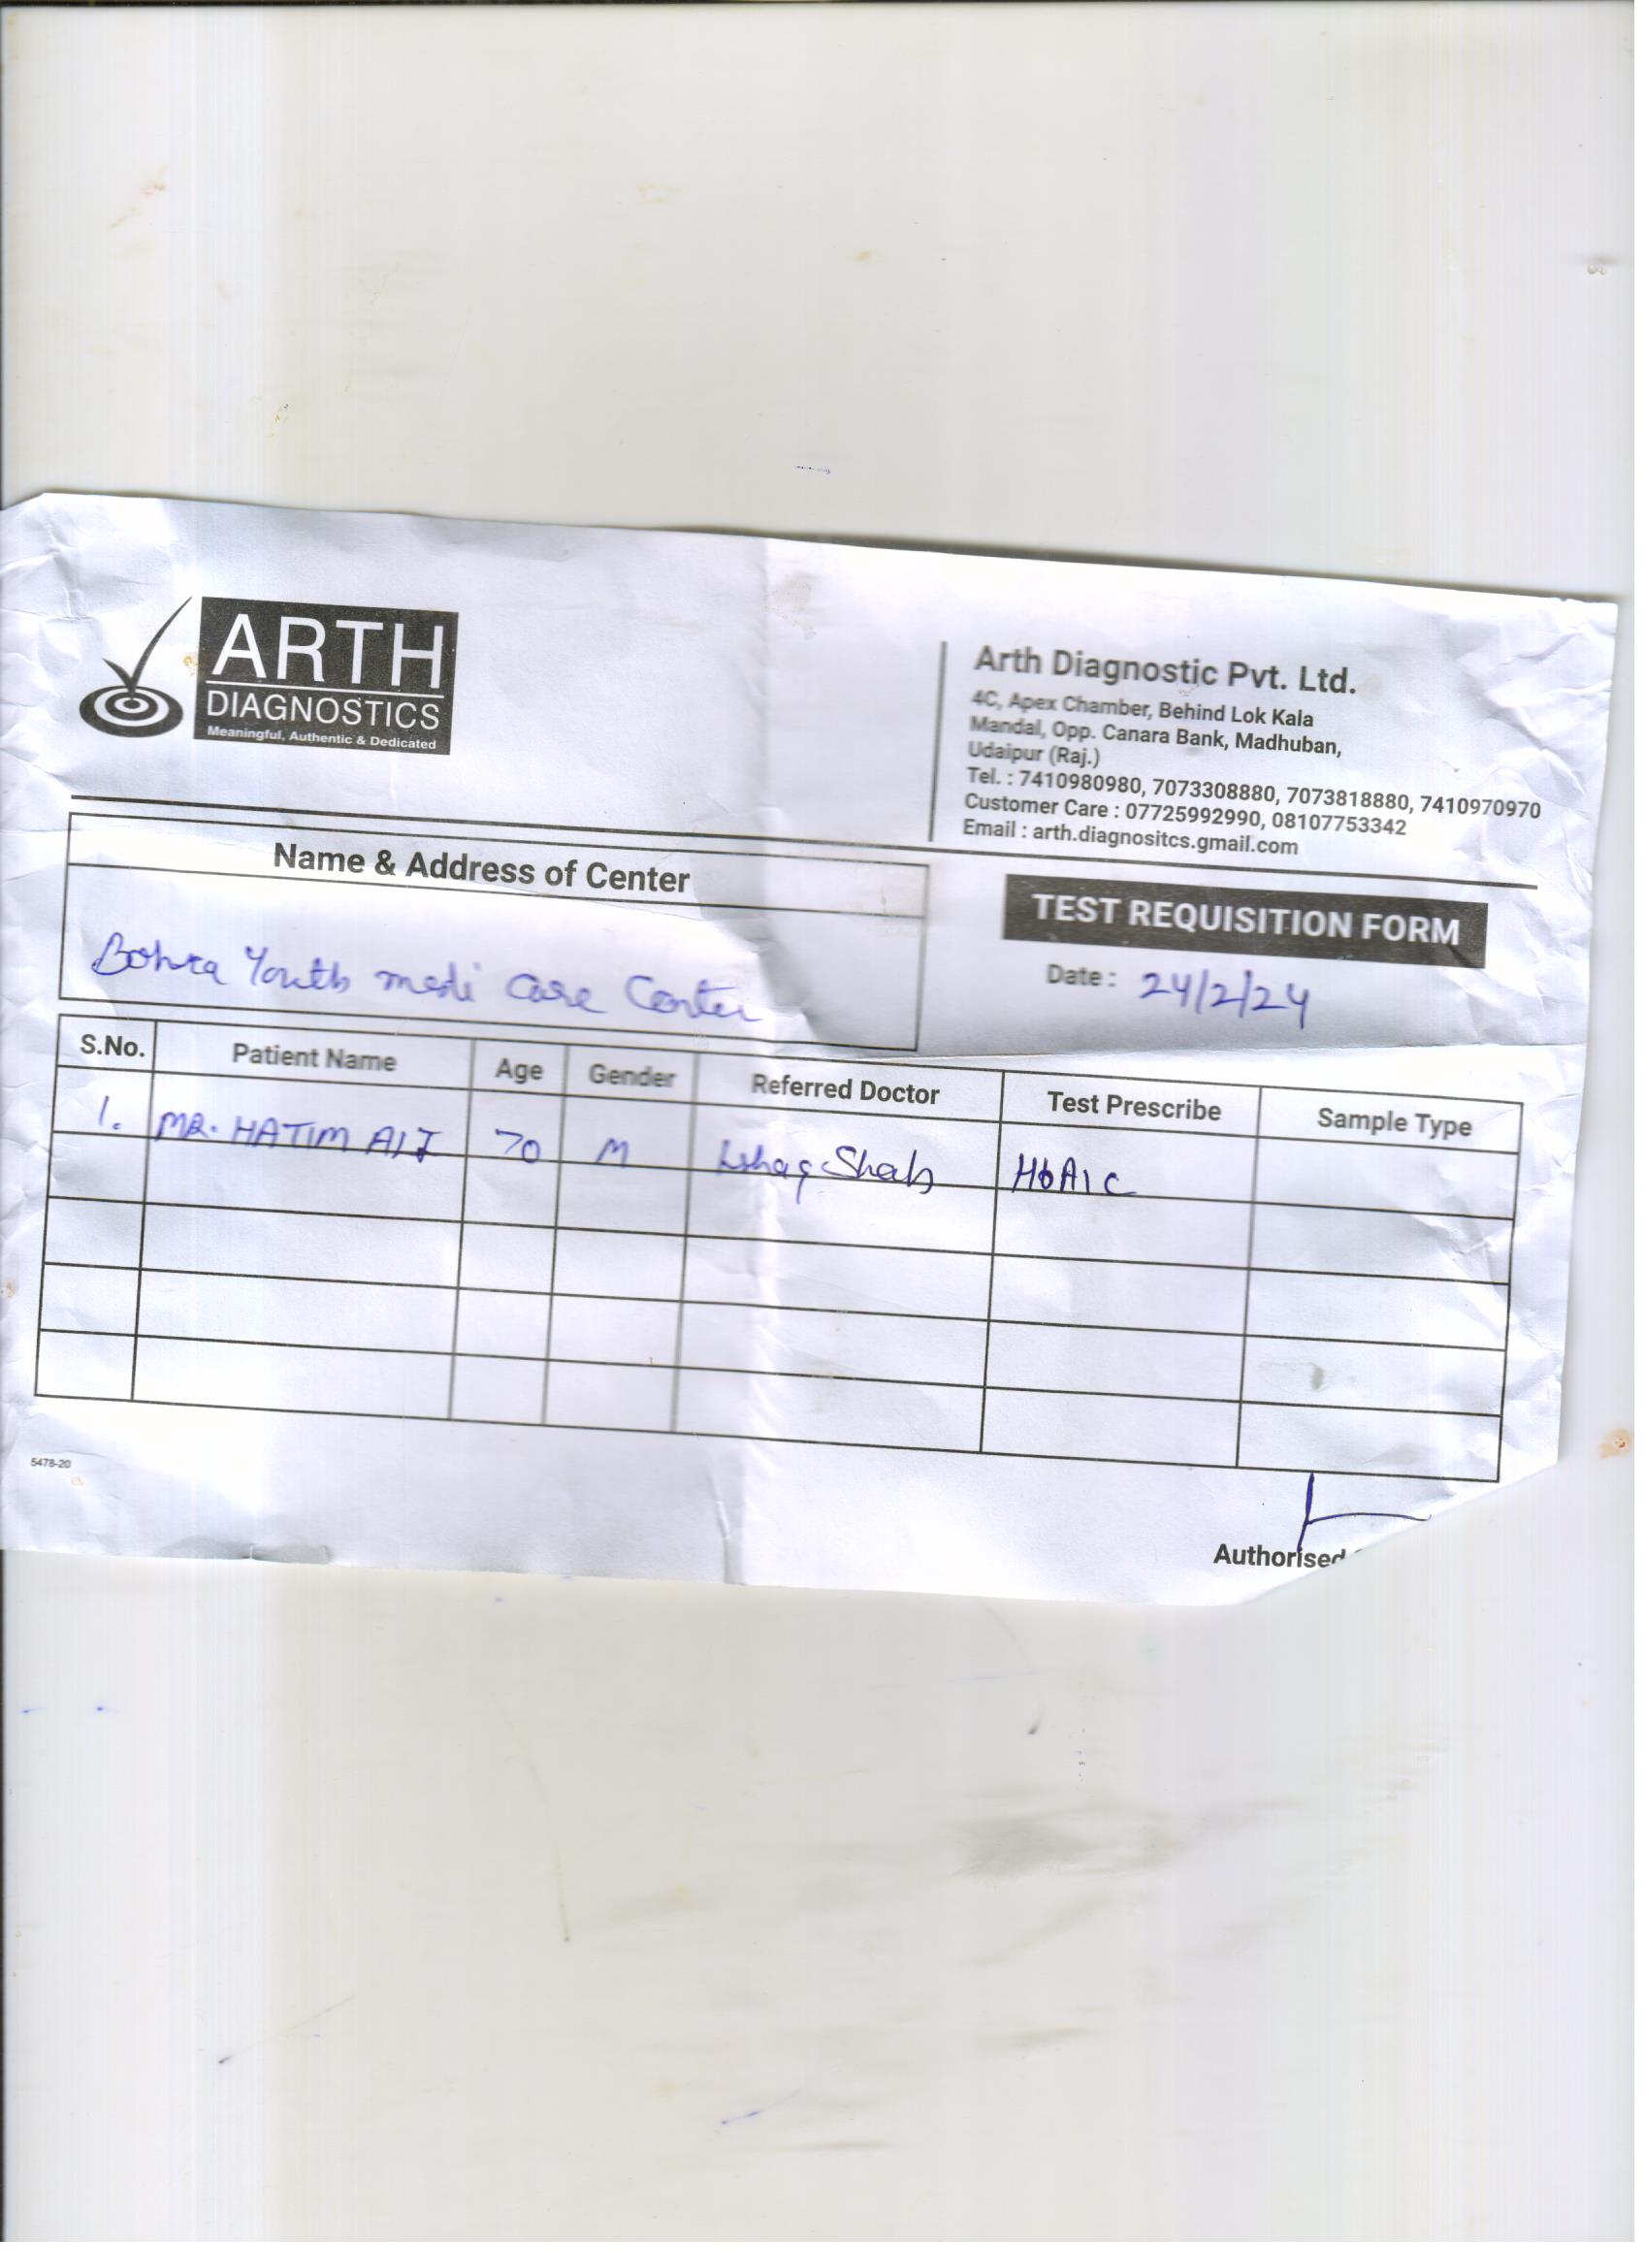 ARTH
DIAGNOSTICS
Meaningful, Authentic & Dedicated
Arth Diagnostic Pvt. Ltd.
4C, Apex Chamber, Behind Lok Kala
Mandal, Opp. Canara Bank, Madhuban,
Udaipur (Raj.)
Tel. : 7410980980, 7073308880, 7073818880, 7410970970
Customer Care : 07725992990, 08107753342
Email : arth.diagnositcs.gmail.com
Name & Address of Center
Bohra Youth medi Care Center
TEST REQUISITION FORM
Date : 24/2/24
S.No. Patient Name Age Gender Referred Doctor Test Prescribe Sample Type
1. MR. HATIM ALI 70 M Ishaq Shah HbA1C
5478-20
Authorised